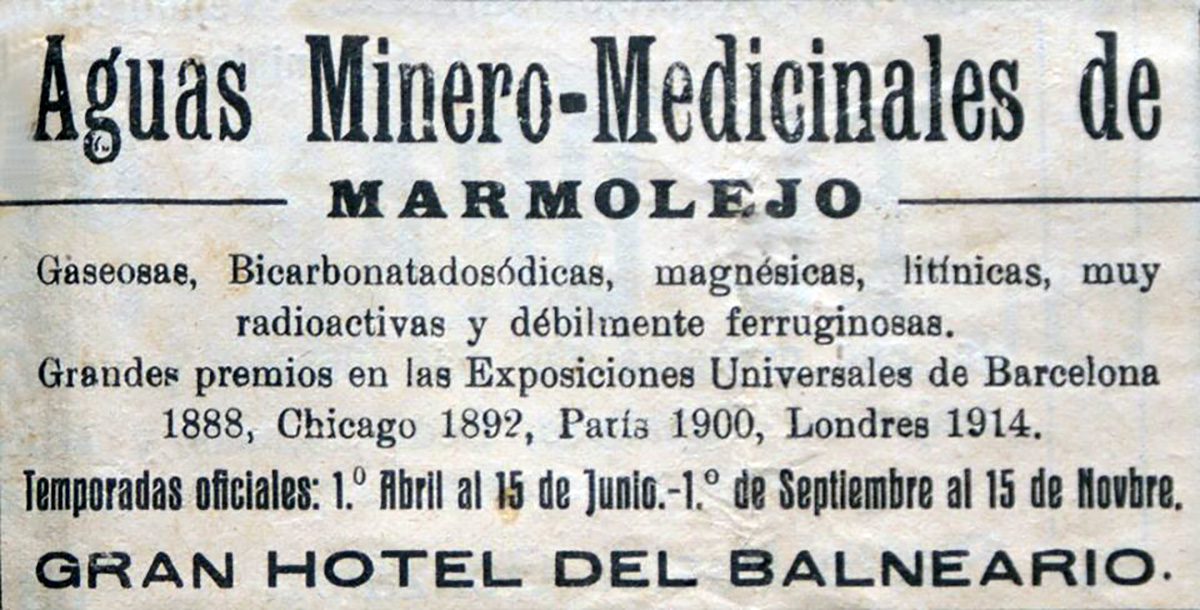 Aguas Minero-Medicinales de
MARMOLEJO
Gaseosas, Bicarbonatadosódicas, magnésicas, litínicas, muy
radioactivas y débilmente ferruginosas.
Grandes premios en las Exposiciones Universales de Barcelona
1888, Chicago 1892, París 1900, Londres 1914.
Temporadas oficiales: 1.º Abril al 15 de Junio.-1.º de Septiembre al 15 de Novbre.
GRAN HOTEL DEL BALNEARIO.